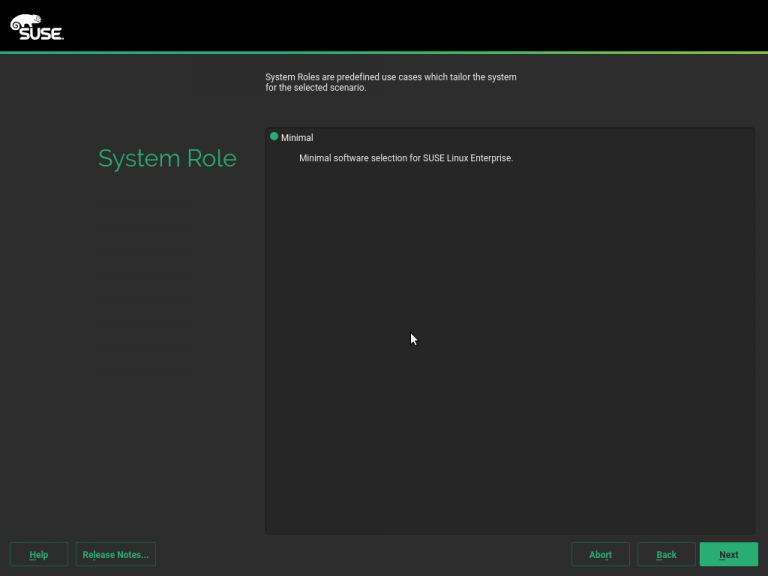 SUSE
System Roles are predefined use cases which tailor the system
for the selected scenario.
System Role
Minimal
Minimal software selection for SUSE Linux Enterprise.
Help
Release Notes...
Abort
Back
Next